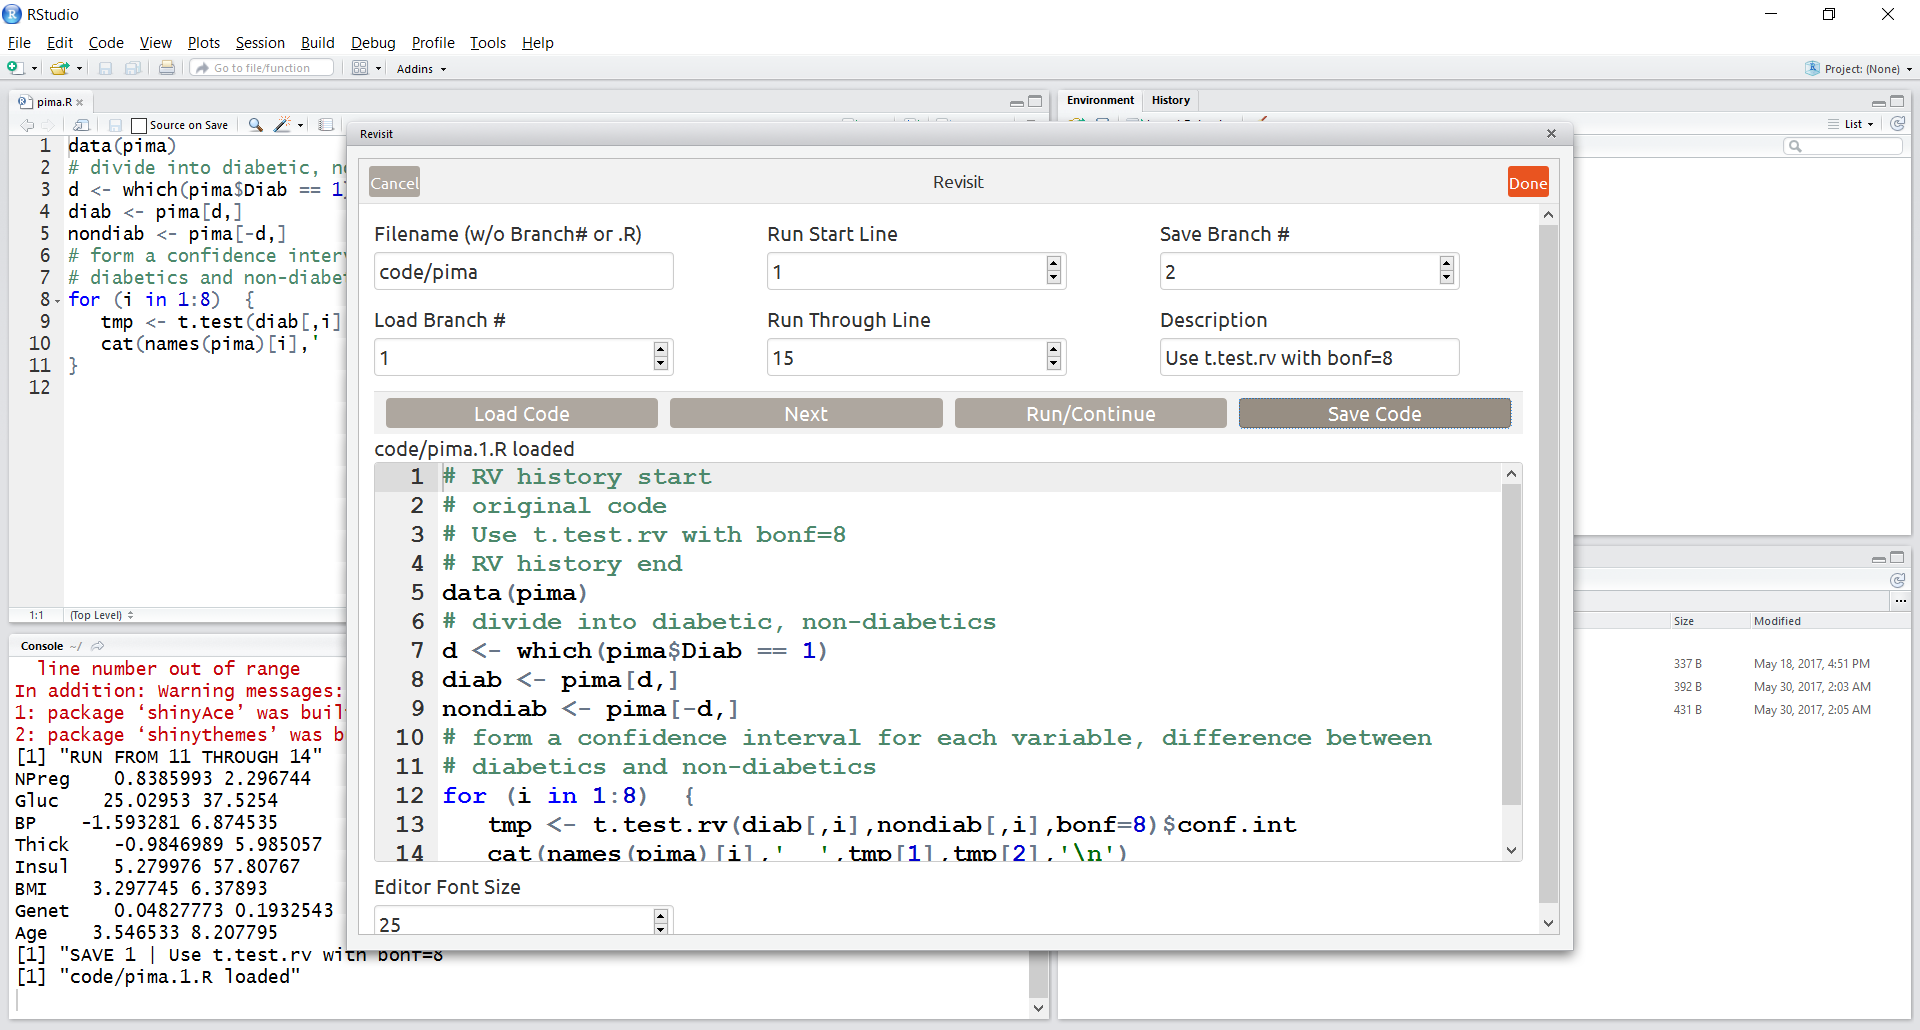 RStudio
File Edit Code View Plots Session Build Debug Profile Tools Help
Go to file/function
Addins
Project: (None)
pima.R
Source on Save
1 data(pima)
2 # divide into diabetic,
3 d <- which(pima$Diab == 1
4 diab <- pima[d,]
5 nondiab <- pima[-d,]
6 # form a confidence
7 # diabetics and
8 for (i in 1:8)  {
9    tmp <- t.test(diab[,i]
10    cat(names(pima)[i],'
11 }
12
1:1 (Top Level)
Console ~/
line number out of range
In addition: Warning messages:
1: package ‘shinyAce’ was
2: package ‘shinythemes’ was
[1] "RUN FROM 11 THROUGH 14"
NPreg    0.8385993 2.296744
Gluc    25.02953 37.5254
BP    -1.593281 6.874535
Thick    -0.9846989 5.985057
Insul    5.279976 57.80767
BMI    3.297745 6.37893
Genet    0.04827773 0.1932543
Age    3.546533 8.207795
[1] "SAVE 1 | Use t.test.rv with bonf=8
[1] "code/pima.1.R loaded"
Revisit
Cancel
Revisit
Done
Filename (w/o Branch# or .R)
code/pima
Run Start Line
1
Save Branch #
2
Load Branch #
1
Run Through Line
15
Description
Use t.test.rv with bonf=8
Load Code
Next
Run/Continue
Save Code
code/pima.1.R loaded
1 # RV history start
2 # original code
3 # Use t.test.rv with bonf=8
4 # RV history end
5 data(pima)
6 # divide into diabetic, non-diabetics
7 d <- which(pima$Diab == 1)
8 diab <- pima[d,]
9 nondiab <- pima[-d,]
10 # form a confidence interval for each variable, difference between
11 # diabetics and non-diabetics
12 for (i in 1:8)  {
13    tmp <- t.test.rv(diab[,i],nondiab[,i],bonf=8)$conf.int
14    cat(names(pima)[i],'  ',tmp[1],tmp[2],'\n')
Editor Font Size
25
Environment History
List
Size Modified
337 B May 18, 2017, 4:51 PM
392 B May 30, 2017, 2:03 AM
431 B May 30, 2017, 2:05 AM